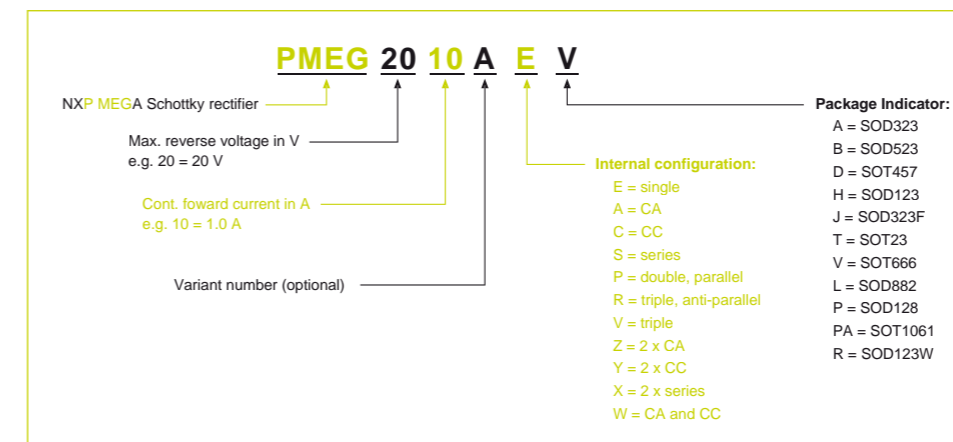 PMEG 20 10 A E V
NXP MEGA Schottky rectifier
Max. reverse voltage in V
e.g. 20 = 20 V
Cont. foward current in A
e.g. 10 = 1.0 A
Variant number (optional)
Internal configuration:
E = single
A = CA
C = CC
S = series
P = double, parallel
R = triple, anti-parallel
V = triple
Z = 2 x CA
Y = 2 x CC
X = 2 x series
W = CA and CC
Package Indicator:
A = SOD323
B = SOD523
D = SOT457
H = SOD123
J = SOD323F
T = SOT23
V = SOT666
L = SOD882
P = SOD128
PA = SOT1061
R = SOD123W